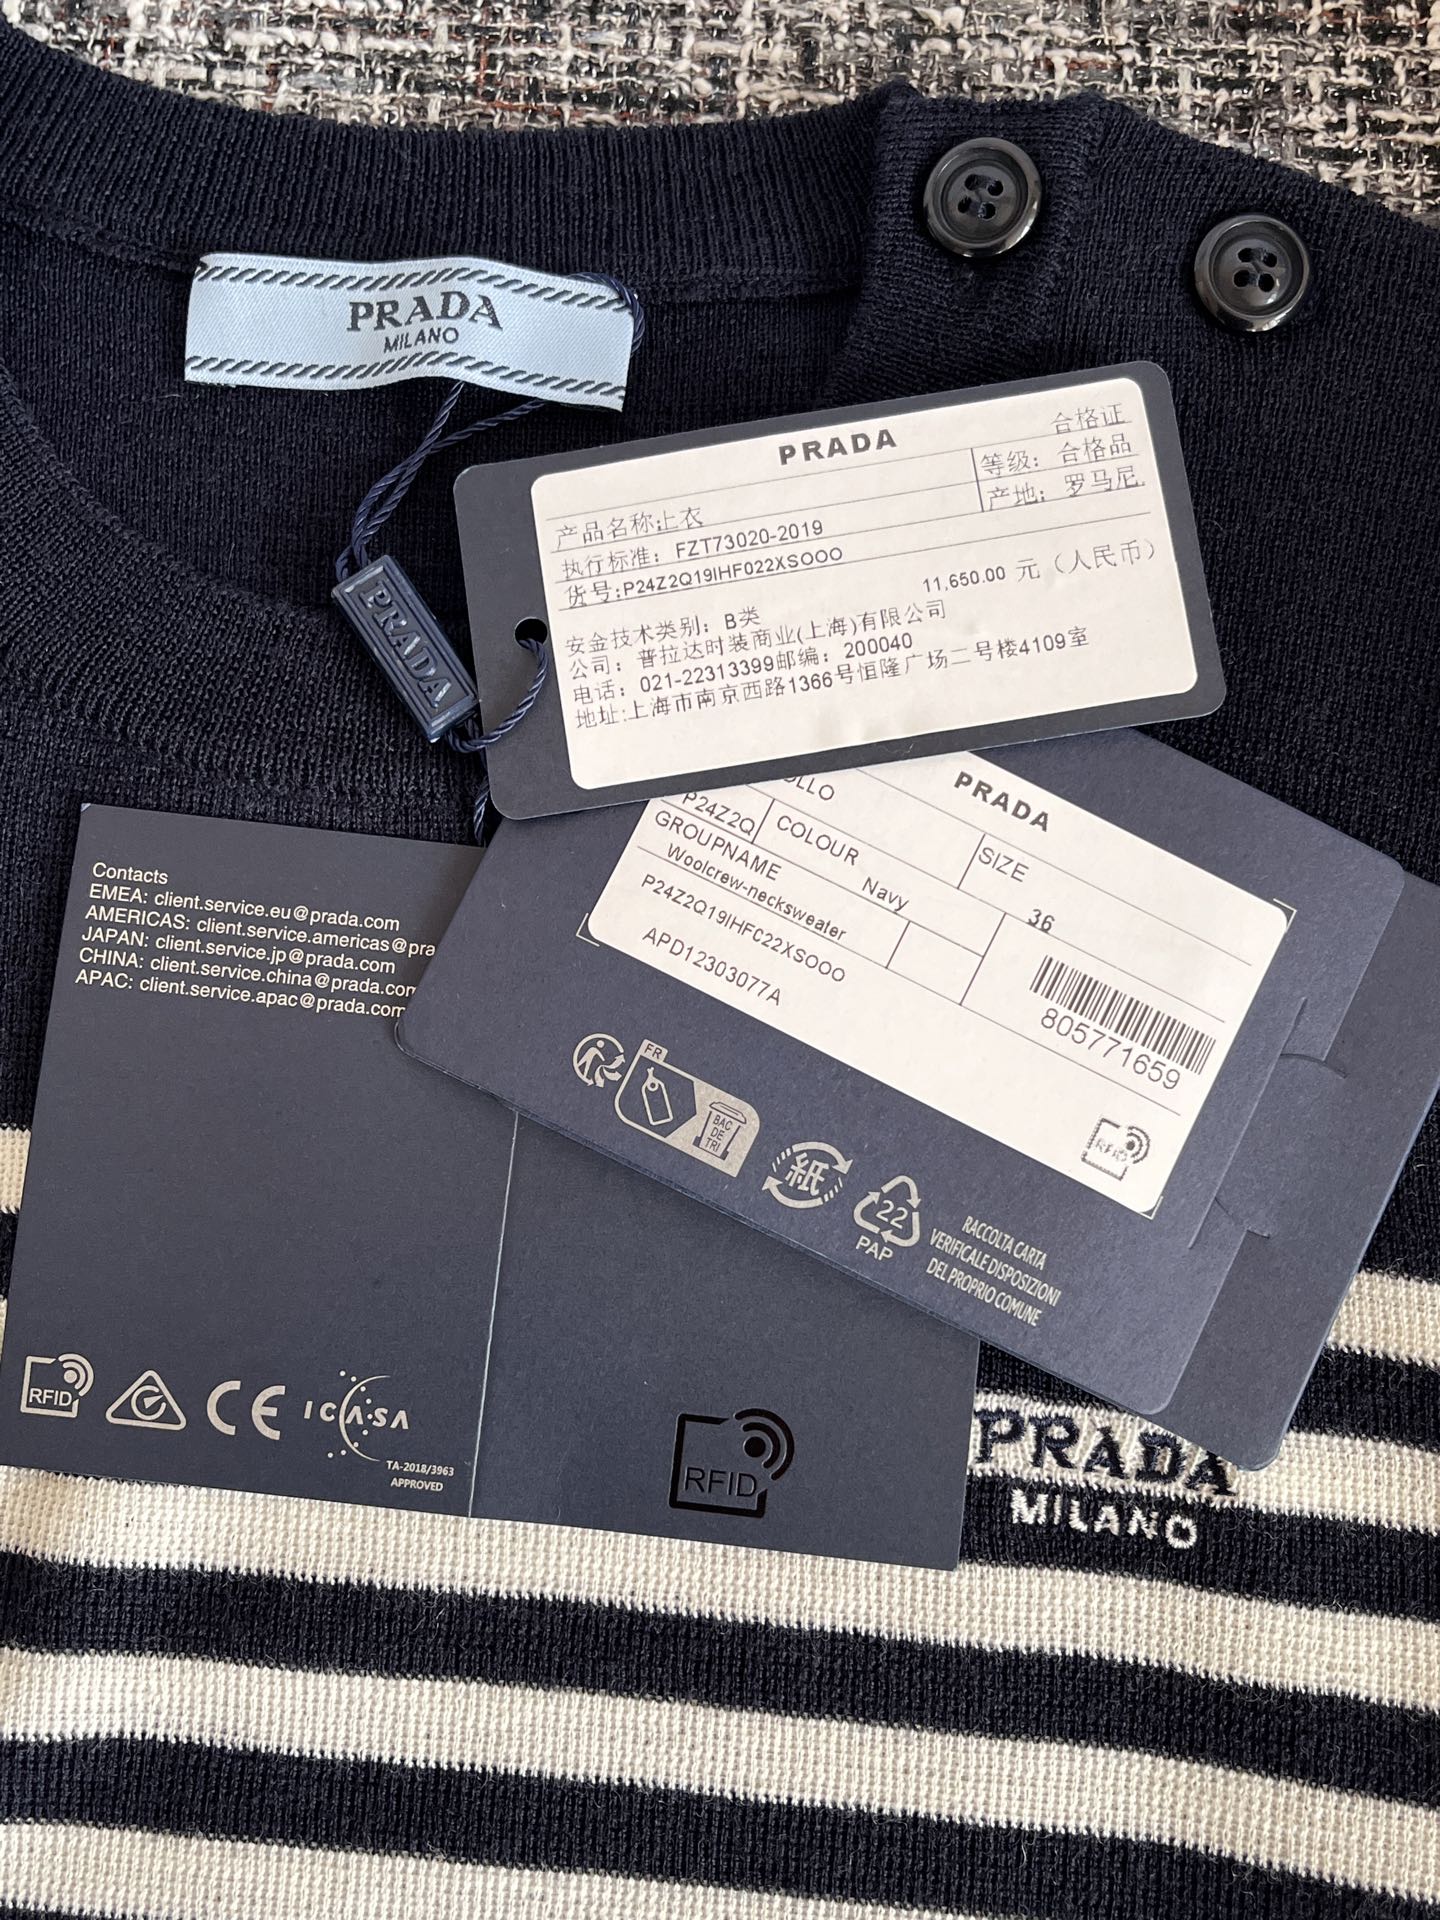 PRADA
MILANO
PRADA
PRADA
合格证
等级：合格品
产地：罗马尼
产品名称:上衣
执行标准：FZT73020-2019
货号:P24Z2Q19IHF022XSOOO
11,650.00 元（人民币）
安金技术类别：B类
公司：普拉达时装商业(上海)有限公司
电话：021-22313399邮编：200040
地址:上海市南京西路1366号恒隆广场二号楼4109室
PRADA
OLLO
P24Z2Q
COLOUR
SIZE
GROUPNAME
Navy
36
Woolcrew-necksweater
P24Z2Q19IHFC22XSOOO
APD12303077A
805771659
RFID
FR
BAC
DE
TRI
紙
22
PAP
RACCOLTA CARTA
VERIFICALE DISPOSIZIONI
DEL PROPRIO COMUNE
Contacts
EMEA: client.service.eu@prada.com
AMERICAS: client.service.americas@pra
JAPAN: client.service.jp@prada.com
CHINA: client.service.china@prada.com
APAC: client.service.apac@prada.com
RFID
CE
ICASA
TA-2018/3963
APPROVED
RFID
PRADA
MILANO